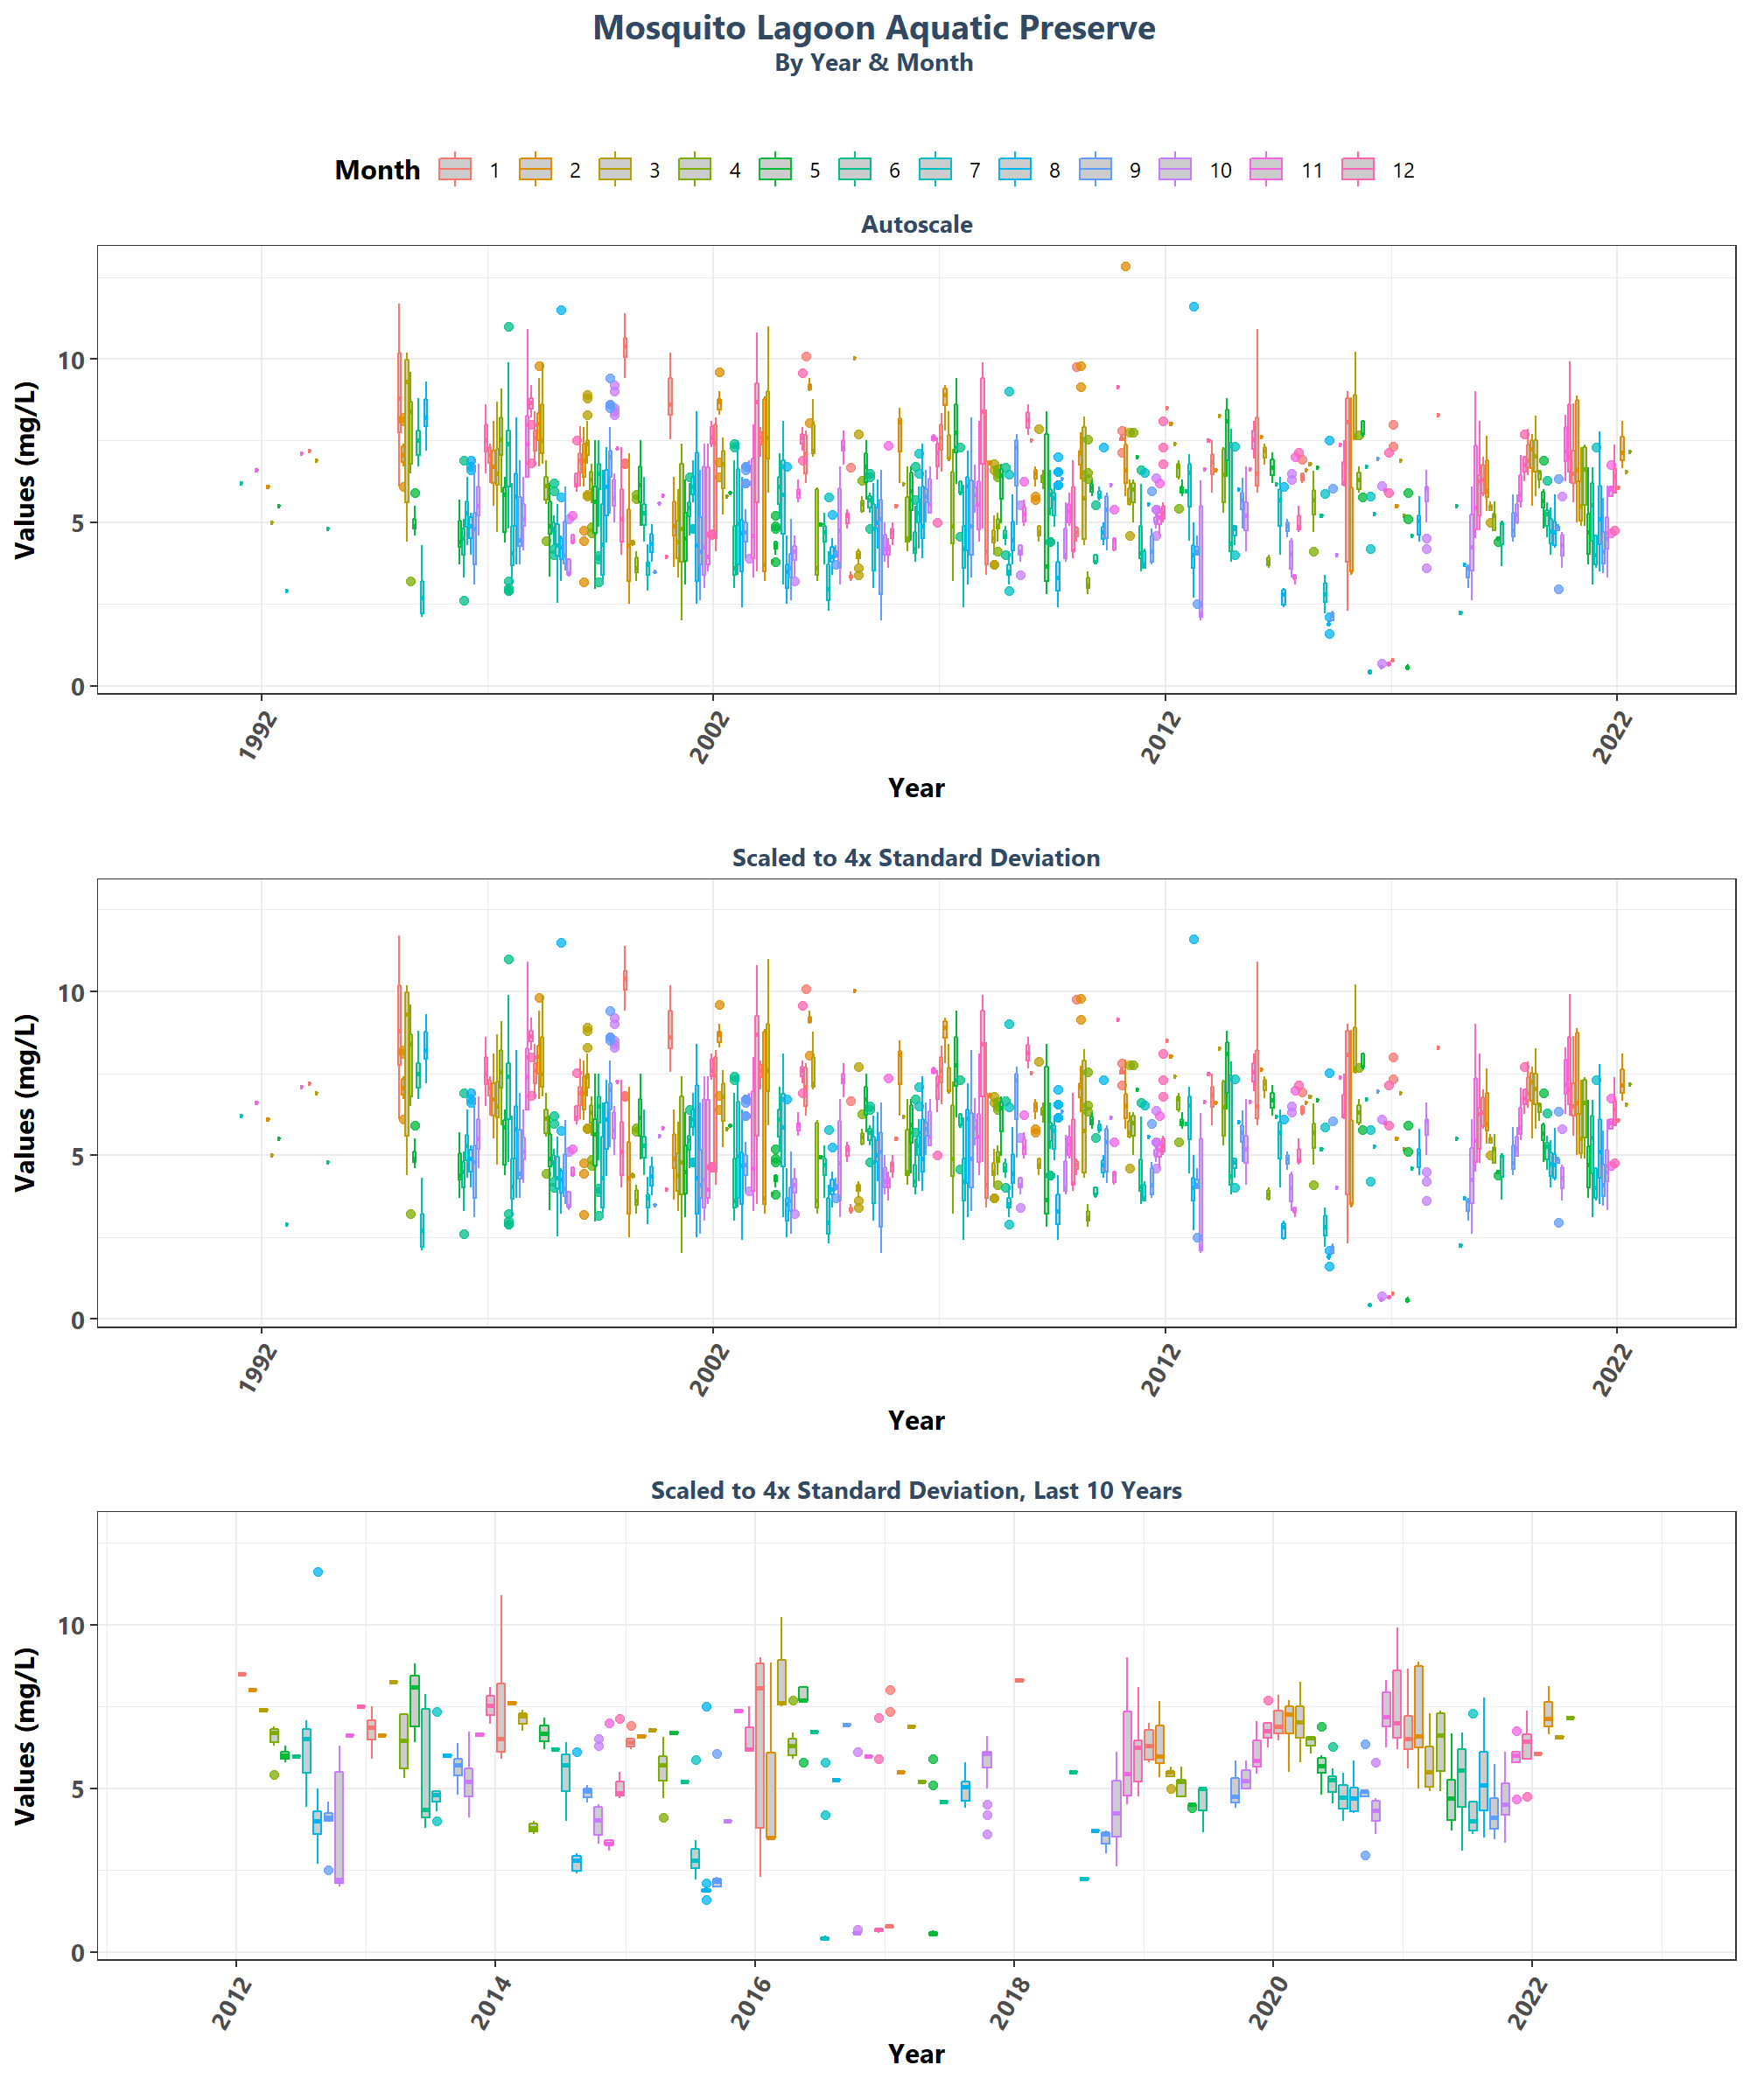 Mosquito Lagoon Aquatic Preserve
By Year & Month
Month 1 2 3 4 5 6 7 8 9 10 11 12
Autoscale
Values (mg/L)
10
5
0
1992 2002 2012 2022
Year
Scaled to 4x Standard Deviation
Values (mg/L)
10
5
0
1992 2002 2012 2022
Year
Scaled to 4x Standard Deviation, Last 10 Years
Values (mg/L)
10
5
0
2012 2014 2016 2018 2020 2022
Year